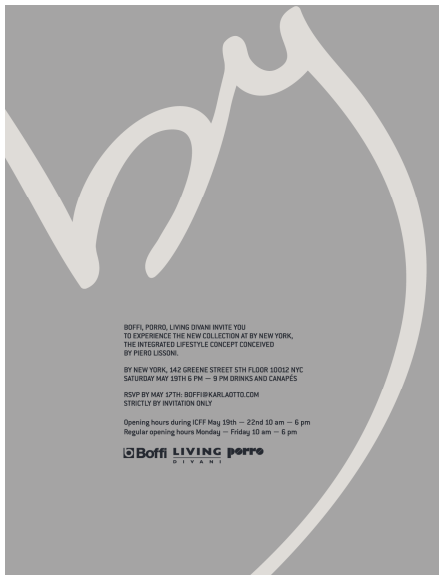 by
BOFFI, PORRO, LIVING DIVANI INVITE YOU
TO EXPERIENCE THE NEW COLLECTION AT BY NEW YORK,
THE INTEGRATED LIFESTYLE CONCEPT CONCEIVED
BY PIERO LISSONI.
BY NEW YORK, 142 GREENE STREET 5TH FLOOR 10012 NYC
SATURDAY MAY 19TH 6 PM — 9 PM DRINKS AND CANAPÉS
RSVP BY MAY 17TH: BOFFI@KARLAOTTO.COM
STRICTLY BY INVITATION ONLY
Opening hours during ICFF May 19th — 22nd 10 am — 6 pm
Regular opening hours Monday — Friday 10 am — 6 pm
Boffi LIVING DIVANI porro